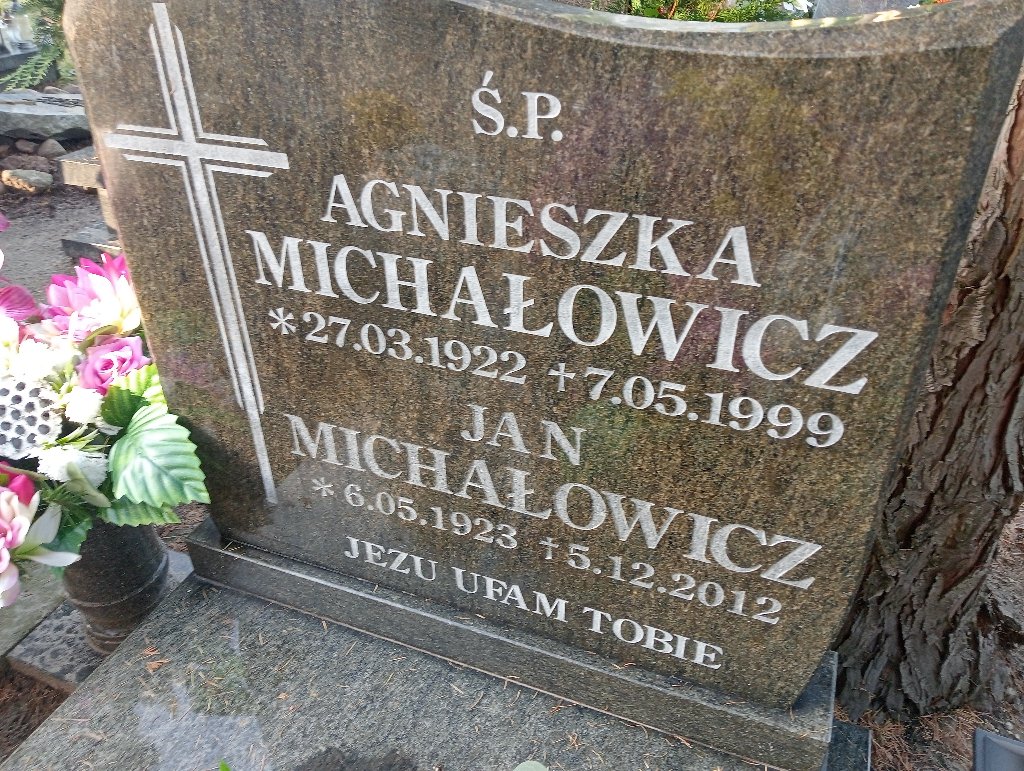 Ś.P.
AGNIESZKA
MICHAŁOWICZ
* 27.03.1922 † 7.05.1999
JAN
MICHAŁOWICZ
* 6.05.1923 † 5.12.2012
JEZU UFAM TOBIE